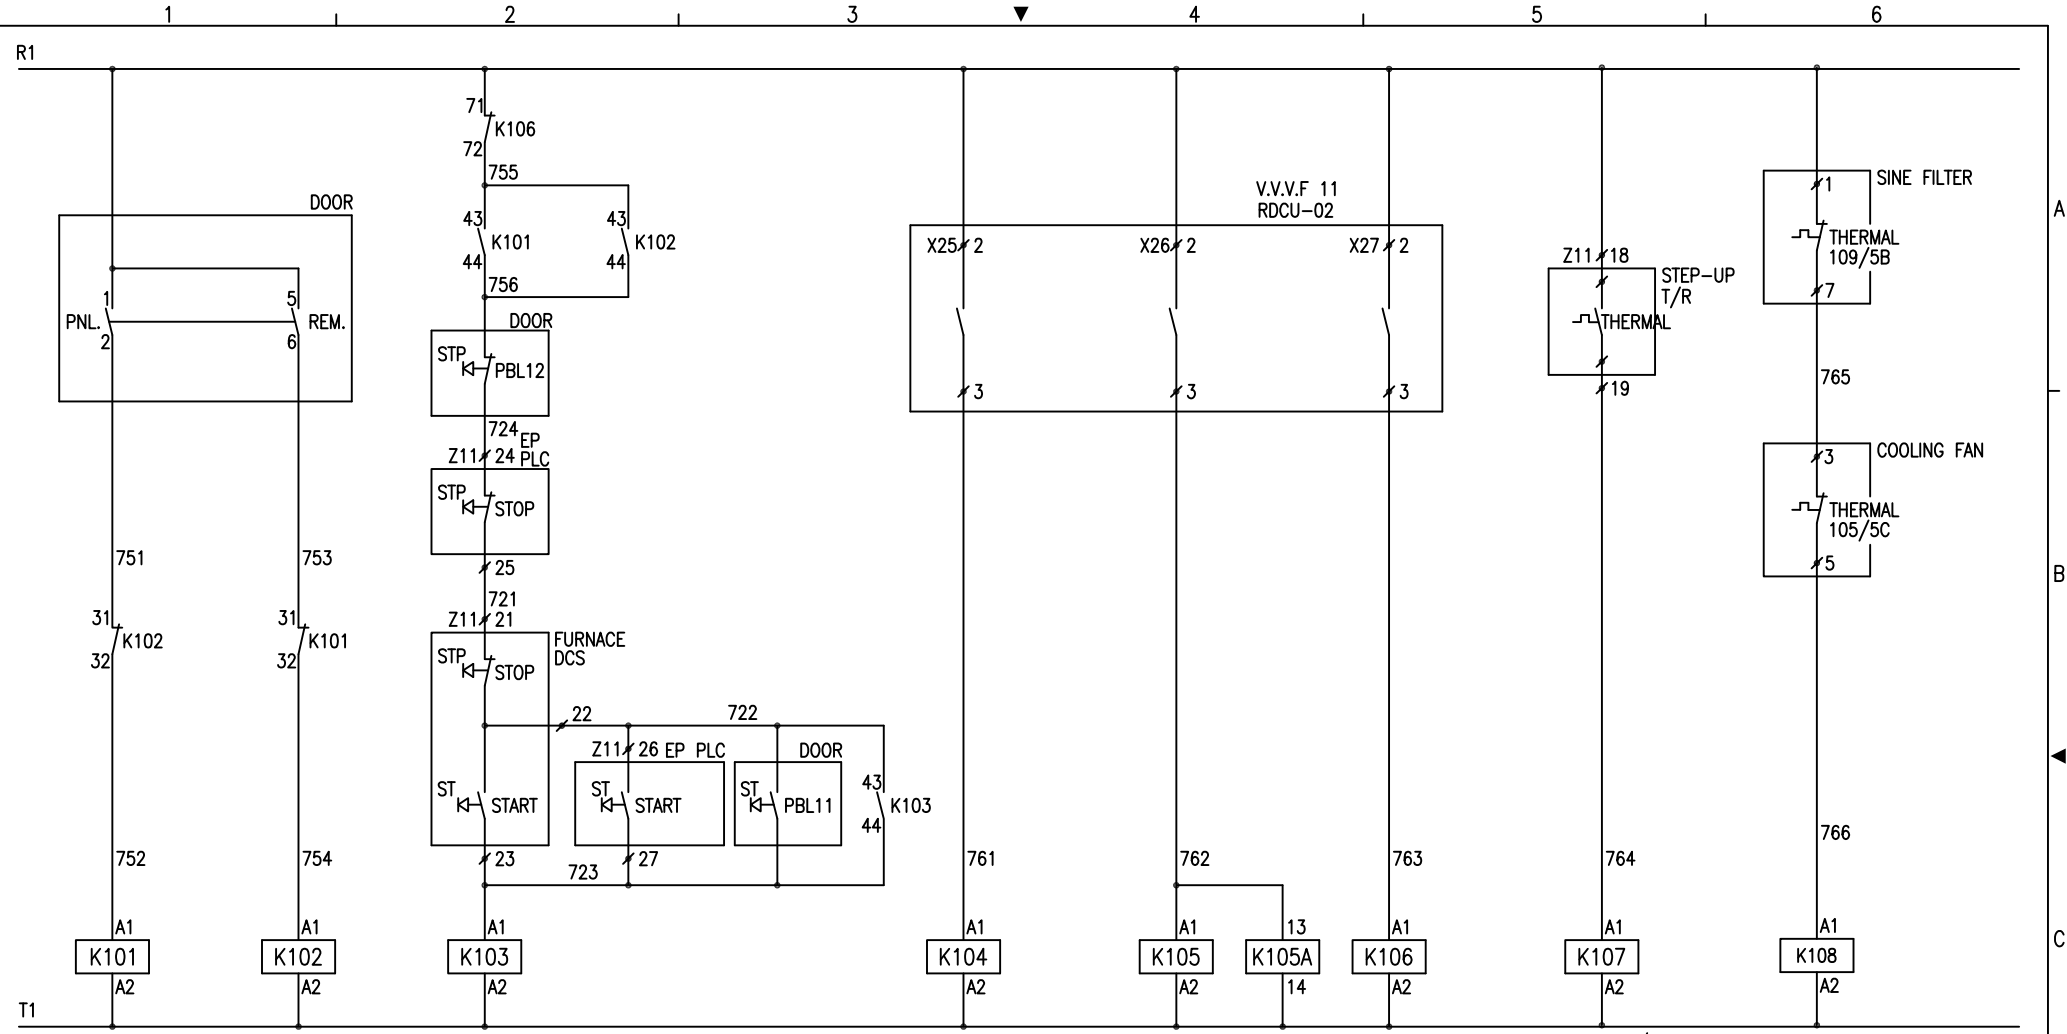 1 2 3 4 5 6
R1
71
K106
72
755
43 K101 44
43 K102 44
756
DOOR
1 5
PNL. REM.
2 6
DOOR
STP PBL12
724
EP
Z11 24 PLC
STP STOP
25
721
Z11 21
FURNACE
DCS
STP STOP
22 722
Z11 26 EP PLC
DOOR
ST START
ST START
ST PBL11
43 K103 44
23 27
723
751 753
31 K102 32
31 K101 32
752 754
V.V.V.F 11
RDCU-02
X25 2 X26 2 X27 2
3 3 3
Z11 18
STEP-UP
T/R
THERMAL
19
SINE FILTER
1
THERMAL
109/5B
7
765
COOLING FAN
3
THERMAL
105/5C
5
766
761 762 763 764
A1 A1 A1 A1 A1 13 A1 A1 A1
K101 K102 K103 K104 K105 K105A K106 K107 K108
A2 A2 A2 A2 A2 14 A2 A2 A2
T1
A
B
C